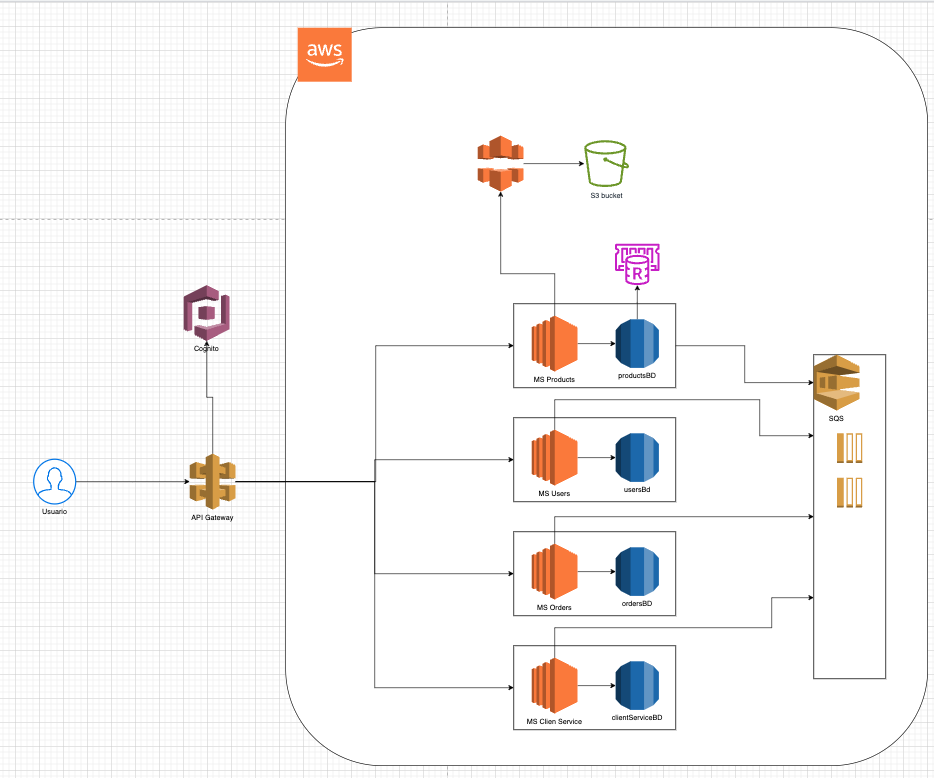 aws
S3 bucket
R
Cognito
MS Products
productsBD
SQS
MS Users
usersBd
Usuario
API Gateway
MS Orders
ordersBD
MS Clien Service
clientServiceBD